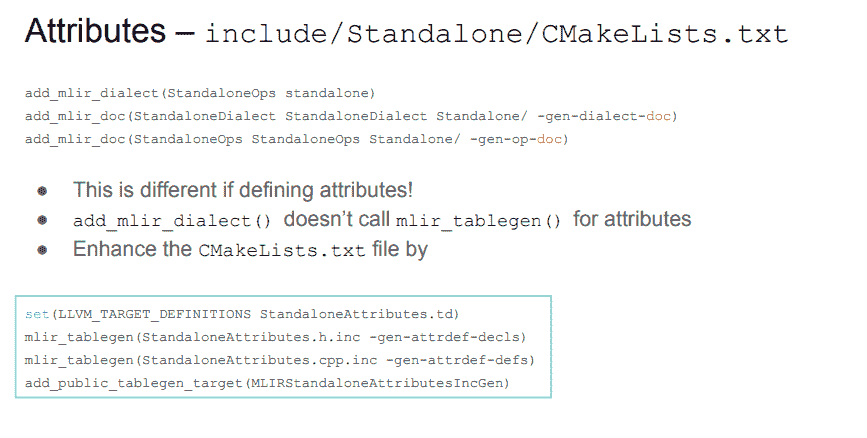 Attributes – include/Standalone/CMakeLists.txt
add_mlir_dialect(StandaloneOps standalone)
add_mlir_doc(StandaloneDialect StandaloneDialect Standalone/ -gen-dialect-doc)
add_mlir_doc(StandaloneOps StandaloneOps Standalone/ -gen-op-doc)
● This is different if defining attributes!
● add_mlir_dialect() doesn’t call mlir_tablegen() for attributes
● Enhance the CMakeLists.txt file by
set(LLVM_TARGET_DEFINITIONS StandaloneAttributes.td)
mlir_tablegen(StandaloneAttributes.h.inc -gen-attrdef-decls)
mlir_tablegen(StandaloneAttributes.cpp.inc -gen-attrdef-defs)
add_public_tablegen_target(MLIRStandaloneAttributesIncGen)